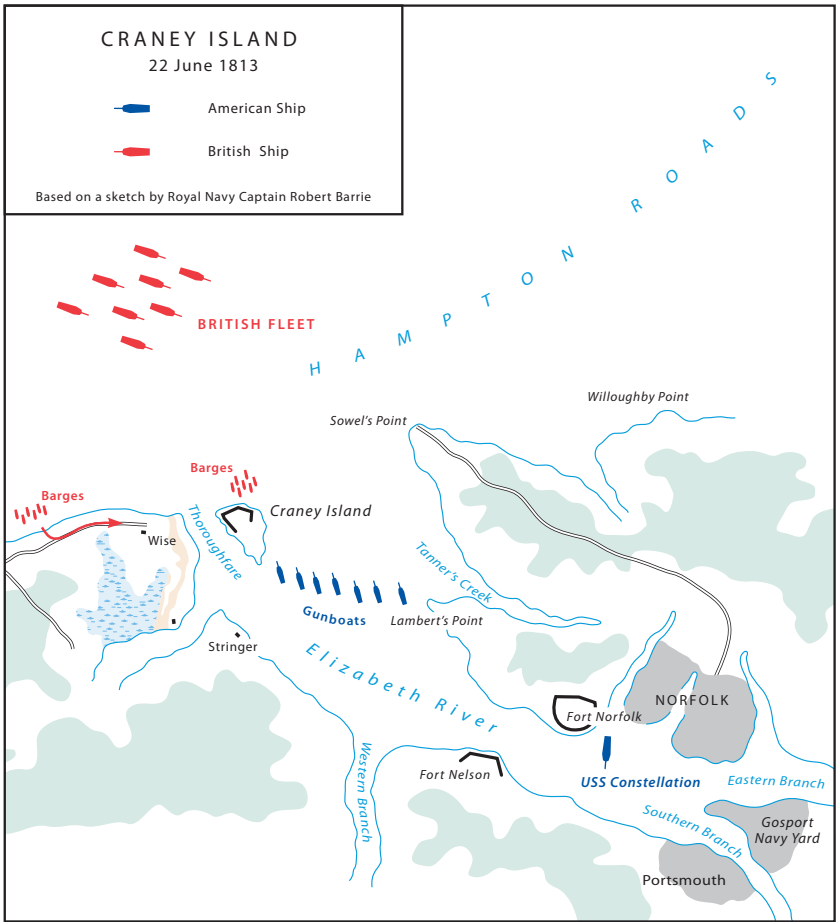 CRANEY ISLAND
22 June 1813
American Ship
British Ship
Based on a sketch by Royal Navy Captain Robert Barrie
HAMPTON ROADS
BRITISH FLEET
Willoughby Point
Sowel's Point
Barges
Barges
Craney Island
Thoroughfare
Wise
Tanner's Creek
Gunboats
Lambert's Point
Stringer
Elizabeth River
NORFOLK
Fort Norfolk
Western Branch
Fort Nelson
USS Constellation
Eastern Branch
Southern Branch
Gosport
Navy Yard
Portsmouth